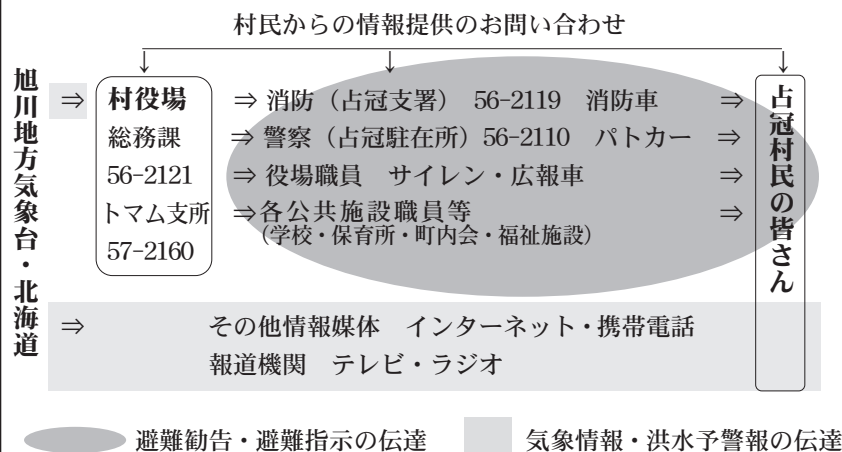 村民からの情報提供のお問い合わせ
↓ ↓ ↓
旭川地方気象台・北海道
⇒ 村役場 ⇒ 消防（占冠支署） 56-2119 消防車 ⇒
総務課 ⇒ 警察（占冠駐在所）56-2110 パトカー ⇒
56-2121 ⇒ 役場職員 サイレン・広報車 ⇒
トマム支所 ⇒ 各公共施設職員等 ⇒
（学校・保育所・町内会・福祉施設）
57-2160
占冠村民の皆さん
⇒ その他情報媒体 インターネット・携帯電話
報道機関 テレビ・ラジオ
避難勧告・避難指示の伝達 気象情報・洪水予警報の伝達